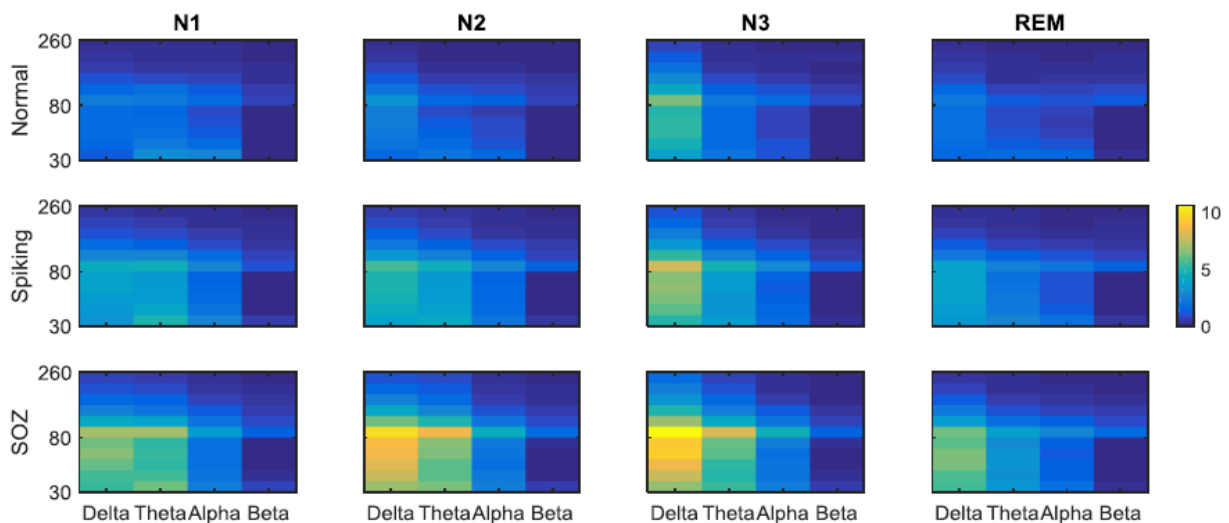 N1 N2 N3 REM
260
Normal
80
30
260
Spiking
80
30
10
5
0
260
SOZ
80
30
Delta Theta Alpha Beta Delta Theta Alpha Beta Delta Theta Alpha Beta Delta Theta Alpha Beta